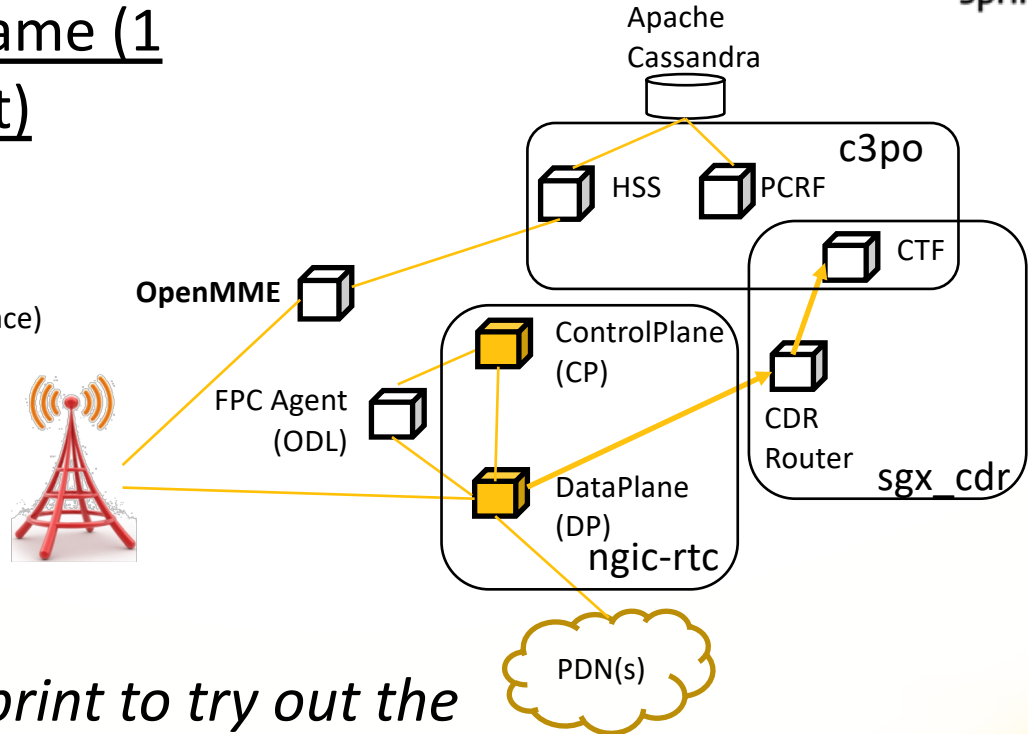 ame (1
t)
Apache
Cassandra
c3po
HSS
PCRF
CTF
OpenMME
ce)
ControlPlane
(CP)
FPC Agent
(ODL)
CDR
Router
sgx_cdr
DataPlane
(DP)
ngic-rtc
PDN(s)
print to try out the